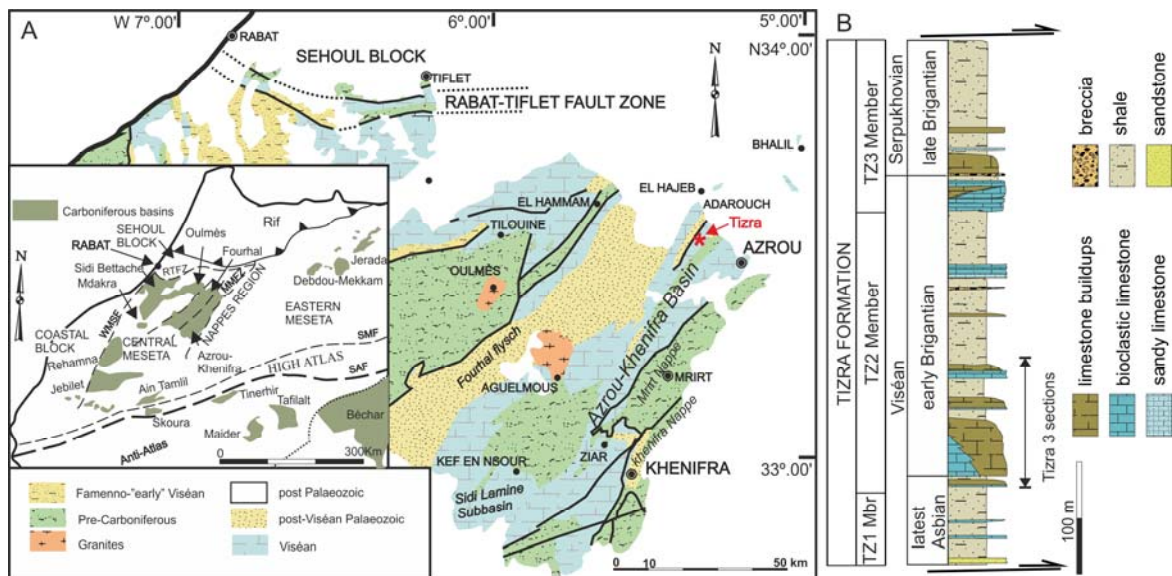 A
W 7°.00'
6°.00'
5°.00'
N34°.00'
RABAT
SEHOUL BLOCK
N
TIFLET
RABAT-TIFLET FAULT ZONE
N
BHALIL
EL HAJEB
EL HAMMAM
ADAROUCH
Tizra
TILOUINE
AZROU
OULMÈS
Azrou-Khenifra Basin
Fourhal flysch
Mrirt Nappe
MRIRT
AGUELMOUS
Khenifra Nappe
ZIAR
KEF EN NSOUR
KHENIFRA
33°.00'
Sidi Lamine
Subbasin
0 10 50 km
Carboniferous basins
Rif
SEHOUL
BLOCK
Oulmès
N
RABAT
Fourhal
Jerada
Sidi Bettache
RTFZ
Debdou-Mekkam
Mdakra
NAPPES REGION
EASTERN
MESETA
WMSF
COASTAL
BLOCK
CENTRAL
MESETA
Azrou-
Khenifra
SMF
Rehamna
HIGH ATLAS
SAF
Jebilet
Ain Tamlil
Tinerhir
Tafilalt
Skoura
Béchar
Maider
Anti-Atlas
0 300Km
Famenno-"early" Viséan
post Palaeozoic
Pre-Carboniferous
post-Viséan Palaeozoic
Granites
Viséan
B
TIZRA FORMATION
TZ3 Member
TZ2 Member
TZ1 Mbr
Serpukhovian
Viséan
late Brigantian
early Brigantian
latest
Asbian
Tizra 3 sections
breccia
shale
sandstone
limestone buildups
bioclastic limestone
sandy limestone
100 m